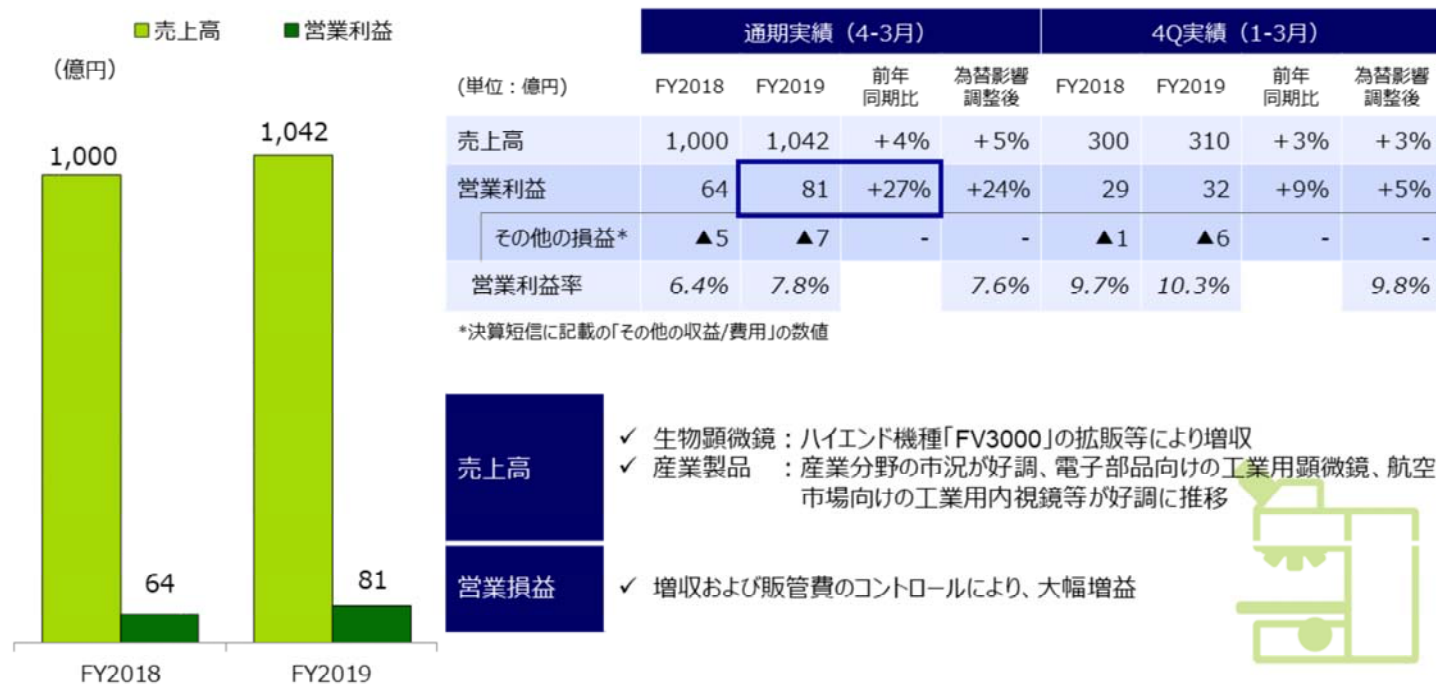 売上高 営業利益
（億円）
1,000
1,042
64
81
FY2018 FY2019
通期実績（4-3月） 4Q実績（1-3月）
(単位：億円) FY2018 FY2019 前年同期比 為替影響調整後 FY2018 FY2019 前年同期比 為替影響調整後
売上高 1,000 1,042 +4% +5% 300 310 +3% +3%
営業利益 64 81 +27% +24% 29 32 +9% +5%
その他の損益* ▲5 ▲7 - - ▲1 ▲6 - -
営業利益率 6.4% 7.8% 7.6% 9.7% 10.3% 9.8%
*決算短信に記載の「その他の収益/費用」の数値
売上高
✓ 生物顕微鏡：ハイエンド機種「FV3000」の拡販等により増収
✓ 産業製品　：産業分野の市況が好調、電子部品向けの工業用顕微鏡、航空
市場向けの工業用内視鏡等が好調に推移
営業損益
✓ 増収および販管費のコントロールにより、大幅増益